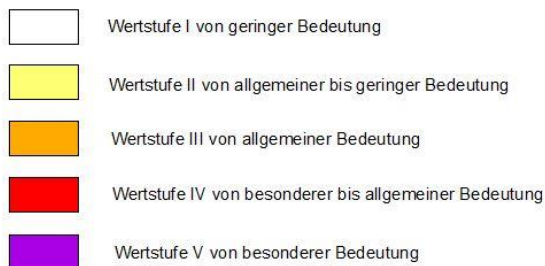 Wertstufe I von geringer Bedeutung
Wertstufe II von allgemeiner bis geringer Bedeutung
Wertstufe III von allgemeiner Bedeutung
Wertstufe IV von besonderer bis allgemeiner Bedeutung
Wertstufe V von besonderer Bedeutung